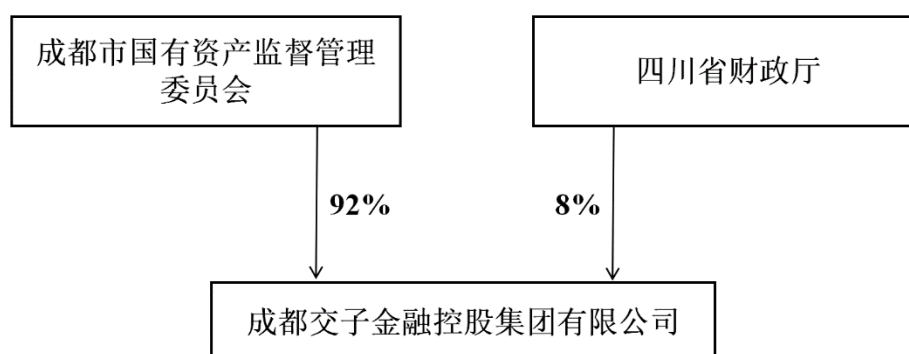 成都市国有资产监督管理
委员会
四川省财政厅
92%
8%
成都交子金融控股集团有限公司